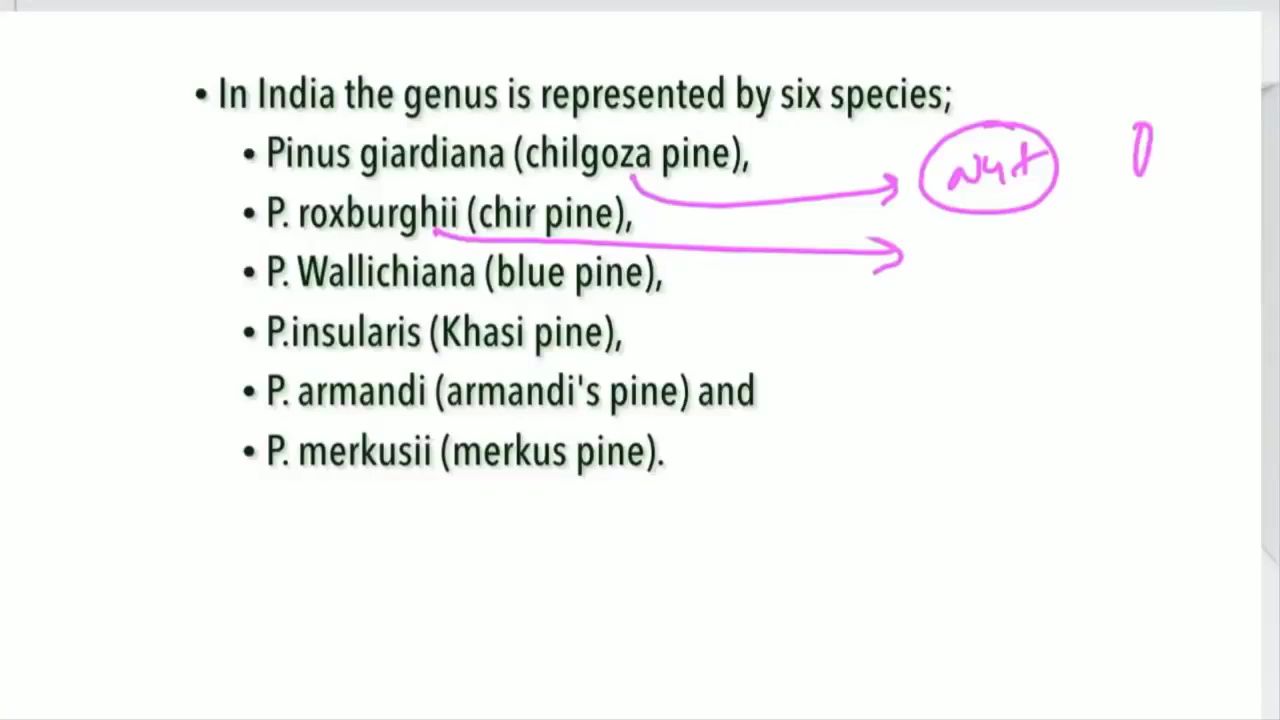 • In India the genus is represented by six species;
• Pinus giardiana (chilgoza pine),
nut
• P. roxburghii (chir pine),
• P. Wallichiana (blue pine),
• P.insularis (Khasi pine),
• P. armandi (armandi's pine) and
• P. merkusii (merkus pine).